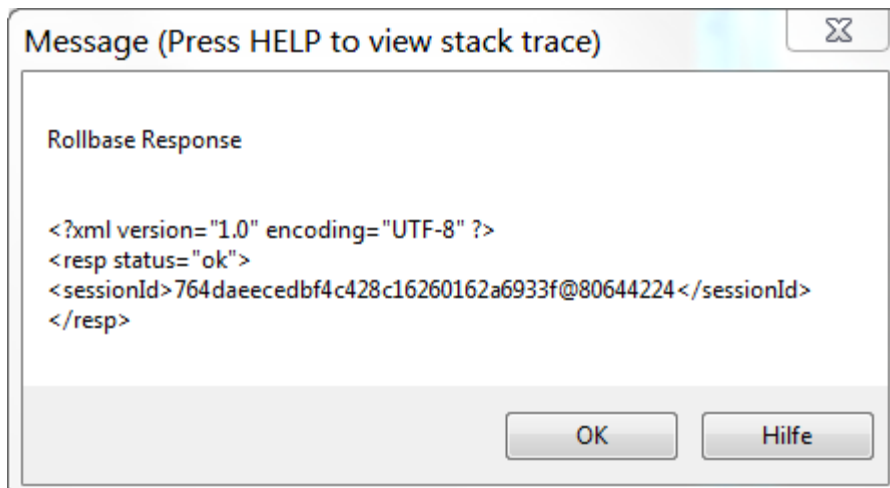 Message (Press HELP to view stack trace)
Rollbase Response
<?xml version="1.0" encoding="UTF-8" ?>
<resp status="ok">
<sessionId>764daeecedbf4c428c16260162a6933f@80644224</sessionId>
</resp>
OK
Hilfe